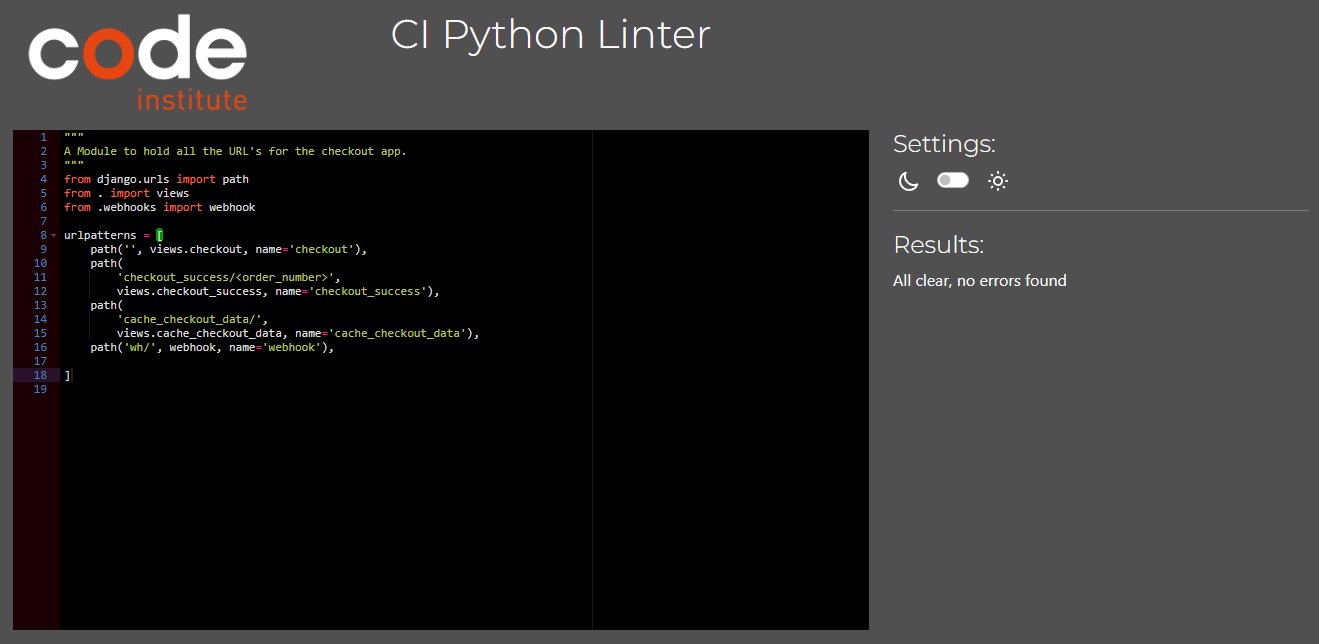 code
institute
CI Python Linter
1 """
2 A Module to hold all the URL's for the checkout app.
3 """
4 from django.urls import path
5 from . import views
6 from .webhooks import webhook
7
8 urlpatterns = [
9     path('', views.checkout, name='checkout'),
10     path(
11         'checkout_success/<order_number>',
12         views.checkout_success, name='checkout_success'),
13     path(
14         'cache_checkout_data/',
15         views.cache_checkout_data, name='cache_checkout_data'),
16     path('wh/', webhook, name='webhook'),
17
18 ]
19
Settings:
Results:
All clear, no errors found